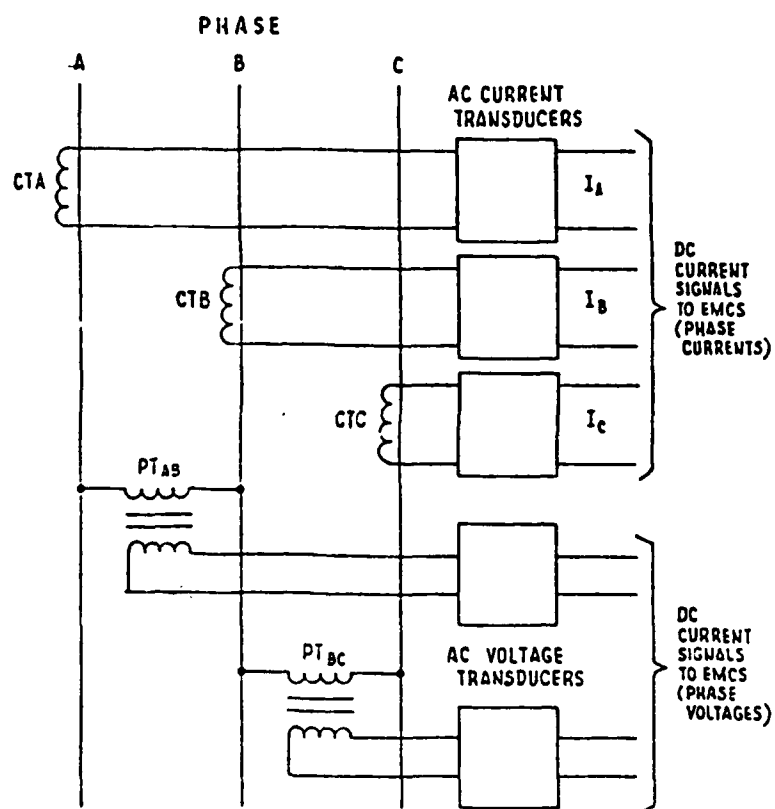 PHASE
A B C
AC CURRENT
TRANSDUCERS
CTA
I_A
CTB
I_B
CTC
I_C
DC
CURRENT
SIGNALS
TO EMCS
(PHASE
CURRENTS)
PT_AB
PT_BC
AC VOLTAGE
TRANSDUCERS
DC
CURRENT
SIGNALS
TO EMCS
(PHASE
VOLTAGES)